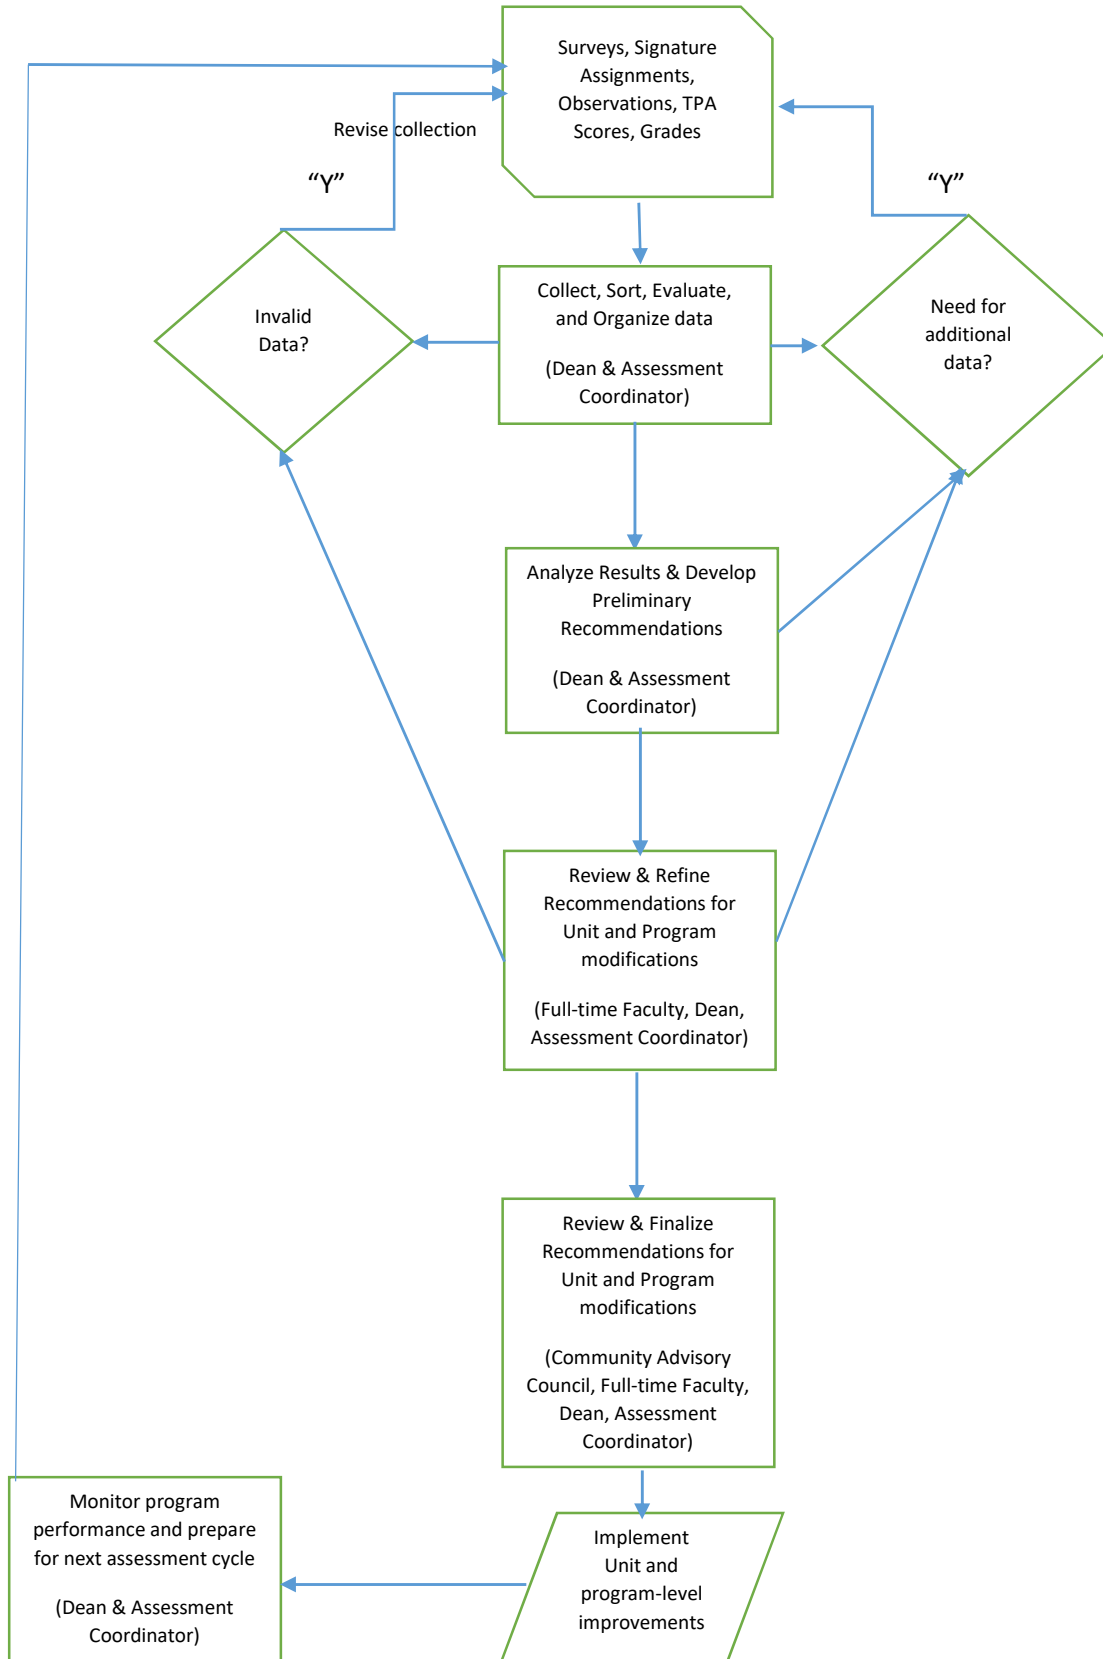 Surveys, Signature
Assignments,
Observations, TPA
Scores, Grades
Revise collection
“Y”
“Y”
Invalid
Data?
Collect, Sort, Evaluate,
and Organize data
(Dean & Assessment
Coordinator)
Need for
additional
data?
Analyze Results & Develop
Preliminary
Recommendations
(Dean & Assessment
Coordinator)
Review & Refine
Recommendations for
Unit and Program
modifications
(Full-time Faculty, Dean,
Assessment Coordinator)
Review & Finalize
Recommendations for
Unit and Program
modifications
(Community Advisory
Council, Full-time Faculty,
Dean, Assessment
Coordinator)
Monitor program
performance and prepare
for next assessment cycle
(Dean & Assessment
Coordinator)
Implement
Unit and
program-level
improvements